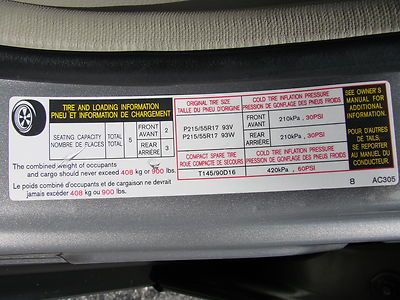 TIRE AND LOADING INFORMATION
PNEU ET INFORMATION DE CHARGEMENT
SEATING CAPACITY TOTAL
NOMBRE DE PLACES TOTAL
5
FRONT
AVANT
2
REAR
ARRIÈRE
3
The combined weight of occupants
and cargo should never exceed 408 kg or 900 lbs.
Le poids combiné d'occupants et de cargaison ne devrait
jamais excéder 408 kg ou 900 lbs.
ORIGINAL TIRE SIZE
TAILLE DU PNEU D'ORIGINE
COLD TIRE INFLATION PRESSURE
PRESSION DE GONFLAGE DES PNEUS FROIDS
P215/55R17 93V
P215/55R17 93W
FRONT
AVANT
210kPa, 30PSI
REAR
ARRIERE
210kPa, 30PSI
COMPACT SPARE TIRE
ROUE COMPACTE DE SECOURS
COLD TIRE INFLATION PRESSURE
PRESSION DE GONFLAGE DES PNEUS FROIDS
T145/90D16
420kPa, 60PSI
SEE OWNER'S
MANUAL FOR
ADDITIONAL
INFORMATION
POUR D'AUTRES
DE TAILS,
SE REPORTER
AU MANUEL DU
CONDUCTEUR
B AC305